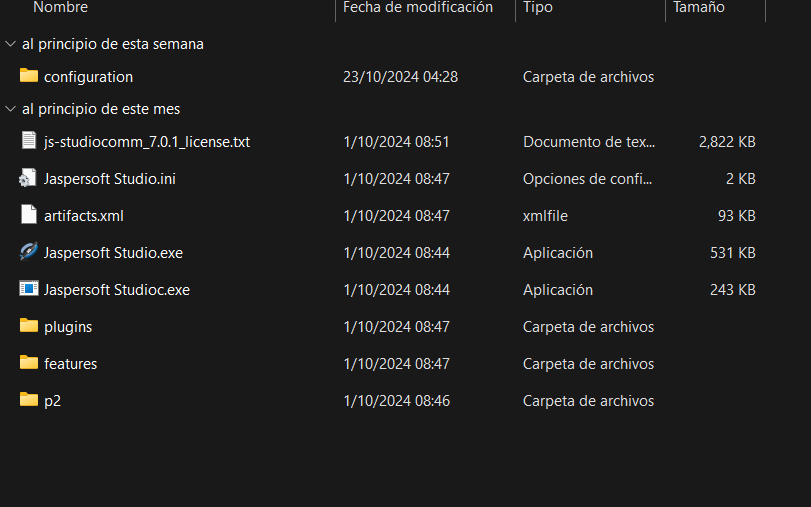 Nombre Fecha de modificación Tipo Tamaño
al principio de esta semana
configuration 23/10/2024 04:28 Carpeta de archivos
al principio de este mes
js-studiocomm_7.0.1_license.txt 1/10/2024 08:51 Documento de tex... 2,822 KB
Jaspersoft Studio.ini 1/10/2024 08:47 Opciones de confi... 2 KB
artifacts.xml 1/10/2024 08:47 xmlfile 93 KB
Jaspersoft Studio.exe 1/10/2024 08:44 Aplicación 531 KB
Jaspersoft Studioc.exe 1/10/2024 08:44 Aplicación 243 KB
plugins 1/10/2024 08:47 Carpeta de archivos
features 1/10/2024 08:47 Carpeta de archivos
p2 1/10/2024 08:46 Carpeta de archivos